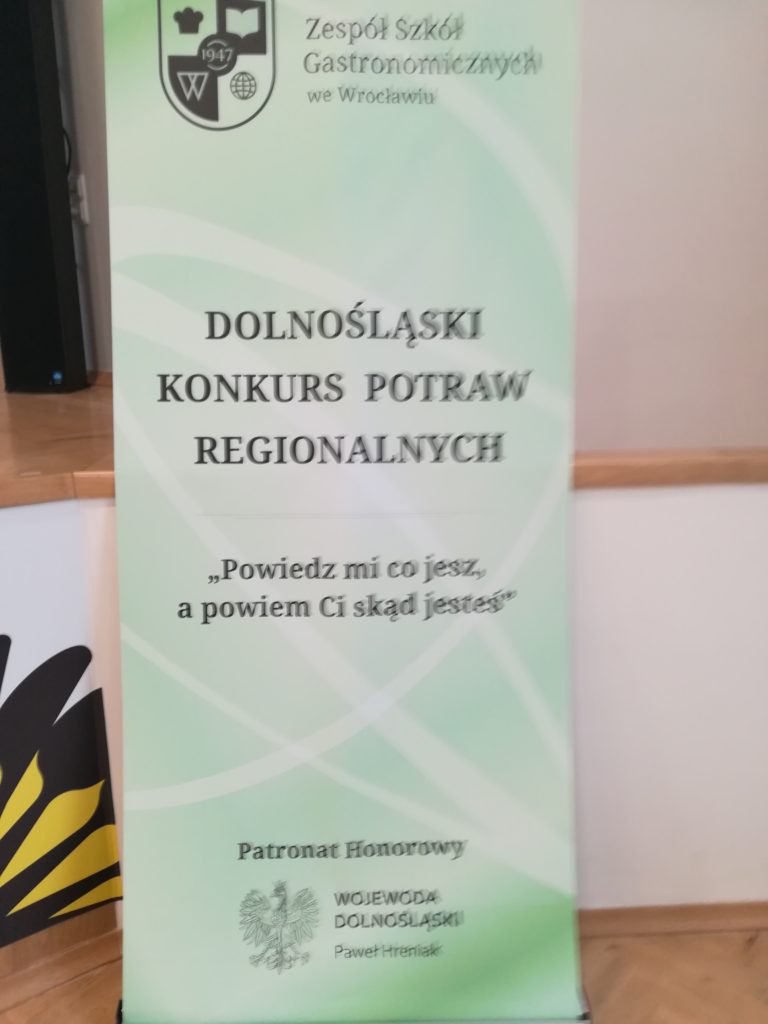 1947
W
Zespół Szkół
Gastronomicznych
we Wrocławiu
DOLNOŚLĄSKI
KONKURS POTRAW
REGIONALNYCH
„Powiedz mi co jesz,
a powiem Ci skąd jesteś”
Patronat Honorowy
WOJEWODA
DOLNOŚLĄSKI
Paweł Hreniak